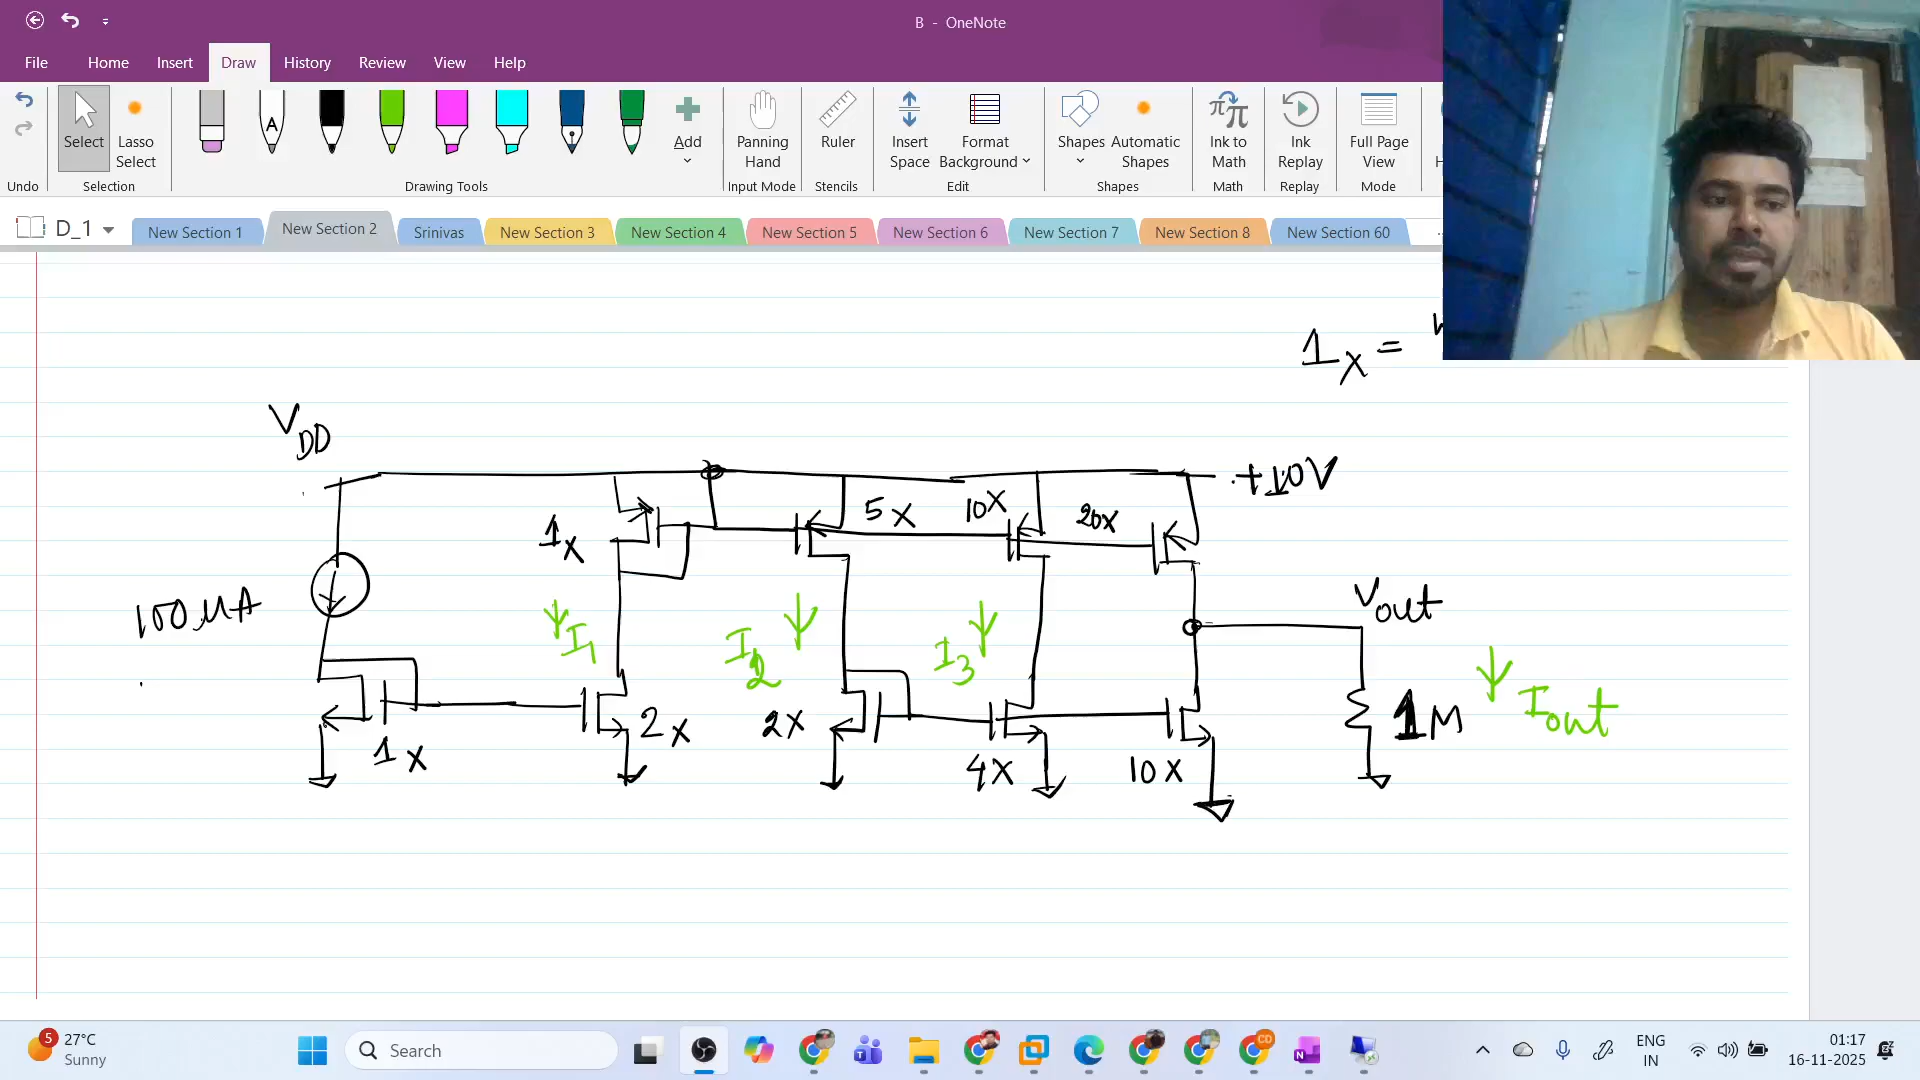 B - OneNote
File Home Insert Draw History Review View Help
Select
Lasso Select
Add
Panning Hand
Ruler
Insert Space
Format Background
Shapes
Automatic Shapes
Ink to Math
Ink Replay
Full Page View
Undo Selection Drawing Tools Input Mode Stencils Edit Shapes Math Replay Mode
D_1 New Section 1 New Section 2 Srinivas New Section 3 New Section 4 New Section 5 New Section 6 New Section 7 New Section 8 New Section 60
1x =
VDD
+10V
1x
5x
10x
20x
100 μA
I1
I2
I3
Vout
1M
Iout
1x
2x
2x
4x
10x
5
27°C
Sunny
Search
CD
ENG
IN
01:17
16-11-2025